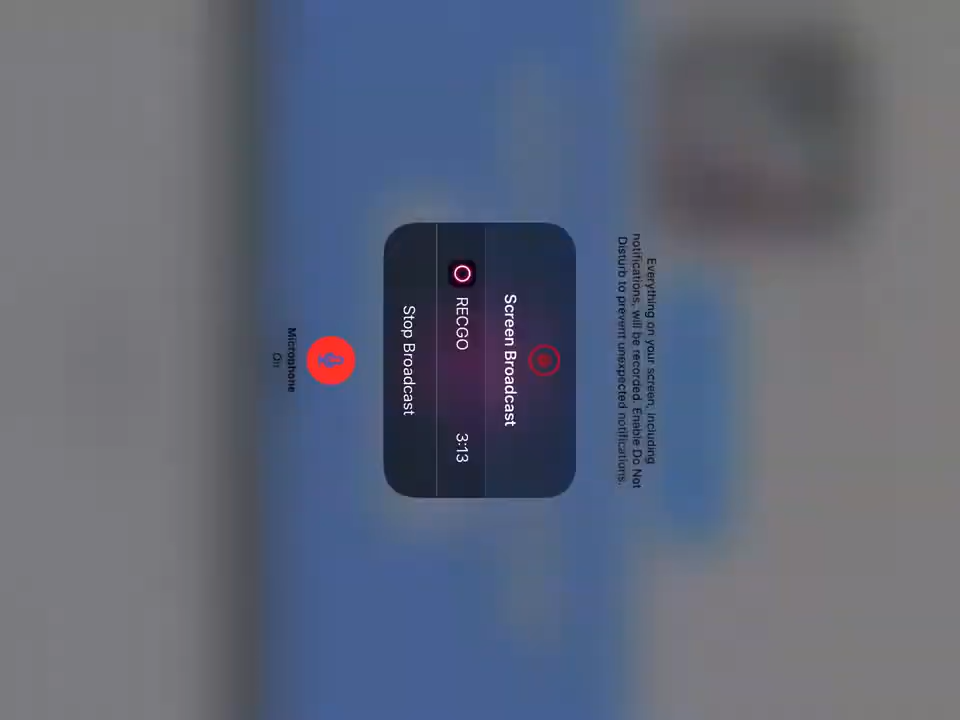 Everything on your screen, including
notifications, will be recorded. Enable Do Not
Disturb to prevent unexpected notifications.
Screen Broadcast
RECGO 3:13
Stop Broadcast
Microphone
On